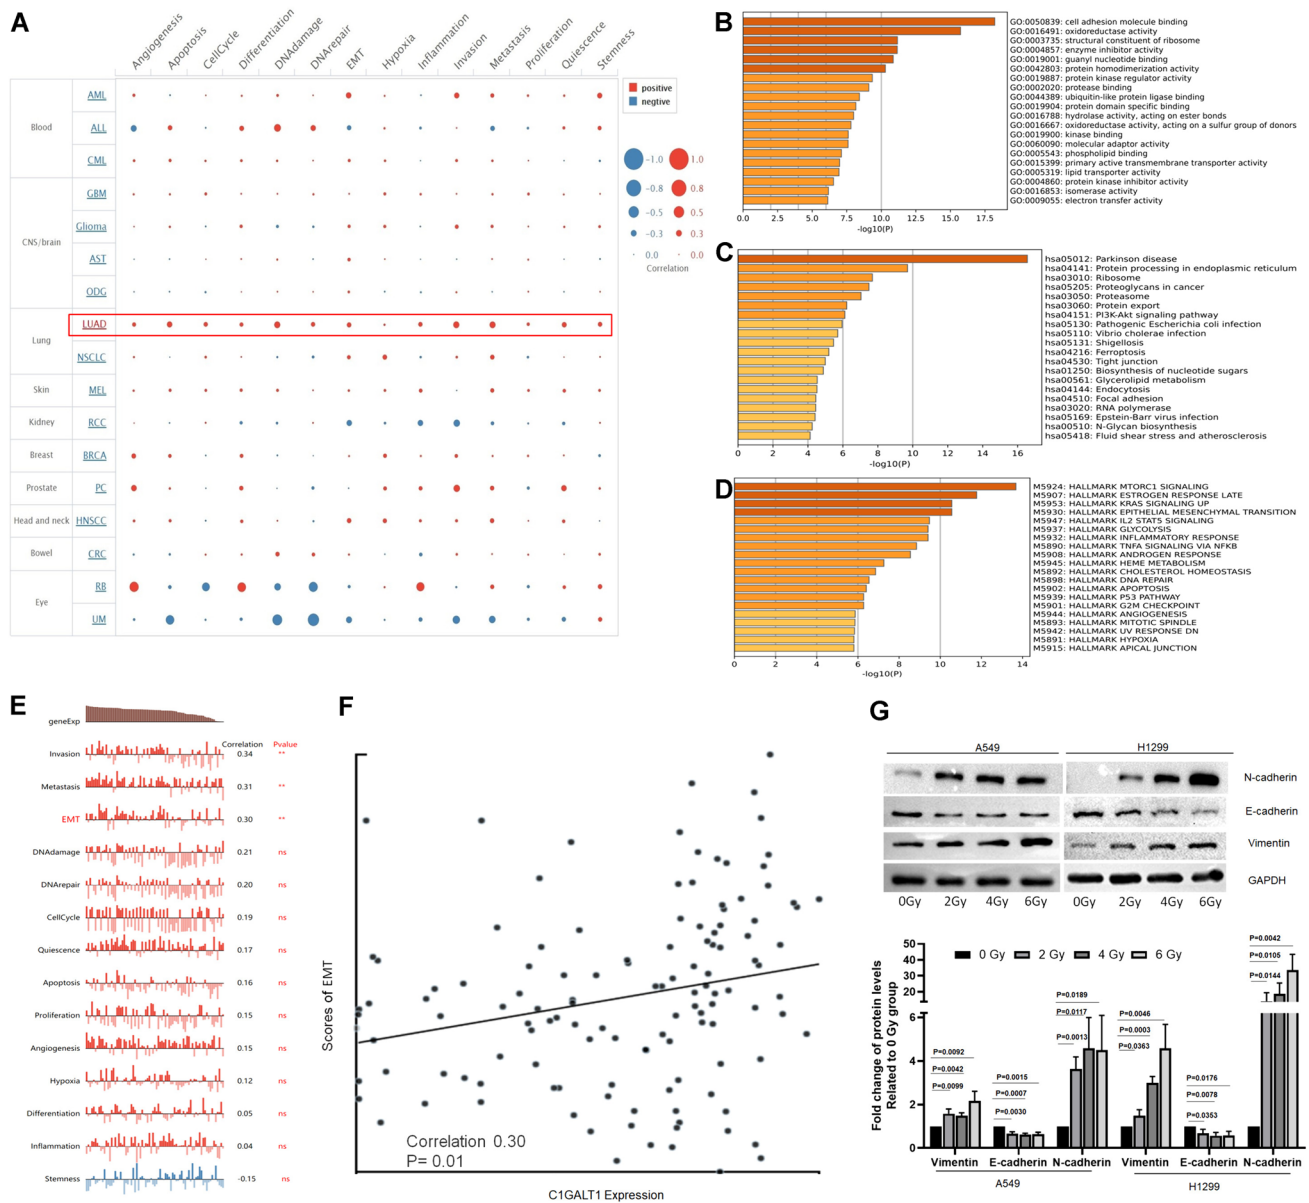 A
Angiogenesis
Apoptosis
CellCycle
Differentiation
DNAdamage
DNArepair
EMT
Hypoxia
Inflammation
Invasion
Metastasis
Proliferation
Quiescence
Stemness
Blood
AML
ALL
CML
CNS/brain
GBM
Glioma
AST
ODG
Lung
LUAD
NSCLC
Skin
MEL
Kidney
RCC
Breast
BRCA
Prostate
PC
Head and neck
HNSCC
Bowel
CRC
Eye
RB
UM
positive
negtive
-1.0 1.0
-0.8 0.8
-0.5 0.5
-0.3 0.3
0.0 0.0
Correlation
B
GO:0050839: cell adhesion molecule binding
GO:0016491: oxidoreductase activity
GO:0003735: structural constituent of ribosome
GO:0004857: enzyme inhibitor activity
GO:0019001: guanyl nucleotide binding
GO:0042803: protein homodimerization activity
GO:0019887: protein kinase regulator activity
GO:0002020: protease binding
GO:0044389: ubiquitin-like protein ligase binding
GO:0019904: protein domain specific binding
GO:0016788: hydrolase activity, acting on ester bonds
GO:0016667: oxidoreductase activity, acting on a sulfur group of donors
GO:0019900: kinase binding
GO:0060090: molecular adaptor activity
GO:0005543: phospholipid binding
GO:0015399: primary active transmembrane transporter activity
GO:0005319: lipid transporter activity
GO:0004860: protein kinase inhibitor activity
GO:0016853: isomerase activity
GO:0009055: electron transfer activity
0.0 2.5 5.0 7.5 10.0 12.5 15.0 17.5
-log10(P)
C
hsa05012: Parkinson disease
hsa04141: Protein processing in endoplasmic reticulum
hsa03010: Ribosome
hsa05205: Proteoglycans in cancer
hsa03050: Proteasome
hsa03060: Protein export
hsa04151: PI3K-Akt signaling pathway
hsa05130: Pathogenic Escherichia coli infection
hsa05110: Vibrio cholerae infection
hsa05131: Shigellosis
hsa04216: Ferroptosis
hsa04530: Tight junction
hsa01250: Biosynthesis of nucleotide sugars
hsa00561: Glycerolipid metabolism
hsa04144: Endocytosis
hsa04510: Focal adhesion
hsa03020: RNA polymerase
hsa05169: Epstein-Barr virus infection
hsa00510: N-Glycan biosynthesis
hsa05418: Fluid shear stress and atherosclerosis
0 2 4 6 8 10 12 14 16
-log10(P)
D
M5924: HALLMARK MTORC1 SIGNALING
M5907: HALLMARK ESTROGEN RESPONSE LATE
M5953: HALLMARK KRAS SIGNALING UP
M5930: HALLMARK EPITHELIAL MESENCHYMAL TRANSITION
M5947: HALLMARK IL2 STAT5 SIGNALING
M5937: HALLMARK GLYCOLYSIS
M5932: HALLMARK INFLAMMATORY RESPONSE
M5890: HALLMARK TNFA SIGNALING VIA NFKB
M5908: HALLMARK ANDROGEN RESPONSE
M5945: HALLMARK HEME METABOLISM
M5892: HALLMARK CHOLESTEROL HOMEOSTASIS
M5898: HALLMARK DNA REPAIR
M5902: HALLMARK APOPTOSIS
M5939: HALLMARK P53 PATHWAY
M5901: HALLMARK G2M CHECKPOINT
M5944: HALLMARK ANGIOGENESIS
M5893: HALLMARK MITOTIC SPINDLE
M5942: HALLMARK UV RESPONSE DN
M5891: HALLMARK HYPOXIA
M5915: HALLMARK APICAL JUNCTION
0 2 4 6 8 10 12 14
-log10(P)
E
geneExp
Correlation Pvalue
Invasion 0.34 **
Metastasis 0.31 **
EMT 0.30 **
DNAdamage 0.21 ns
DNArepair 0.20 ns
CellCycle 0.19 ns
Quiescence 0.17 ns
Apoptosis 0.16 ns
Proliferation 0.15 ns
Angiogenesis 0.15 ns
Hypoxia 0.12 ns
Differentiation 0.05 ns
Inflammation 0.04 ns
Stemness -0.15 ns
F
Scores of EMT
Correlation 0.30
P= 0.01
C1GALT1 Expression
G
A549 H1299
N-cadherin
E-cadherin
Vimentin
GAPDH
0Gy 2Gy 4Gy 6Gy 0Gy 2Gy 4Gy 6Gy
Fold change of protein levels
Related to 0 Gy group
50
40
30
20
6
4
2
0
0 Gy 2 Gy 4 Gy 6 Gy
P=0.0092
P=0.0042
P=0.0099
P=0.0015
P=0.0007
P=0.0030
P=0.0189
P=0.0117
P=0.0013
P=0.0046
P=0.0003
P=0.0363
P=0.0176
P=0.0078
P=0.0353
P=0.0042
P=0.0105
P=0.0144
Vimentin E-cadherin N-cadherin Vimentin E-cadherin N-cadherin
A549 H1299